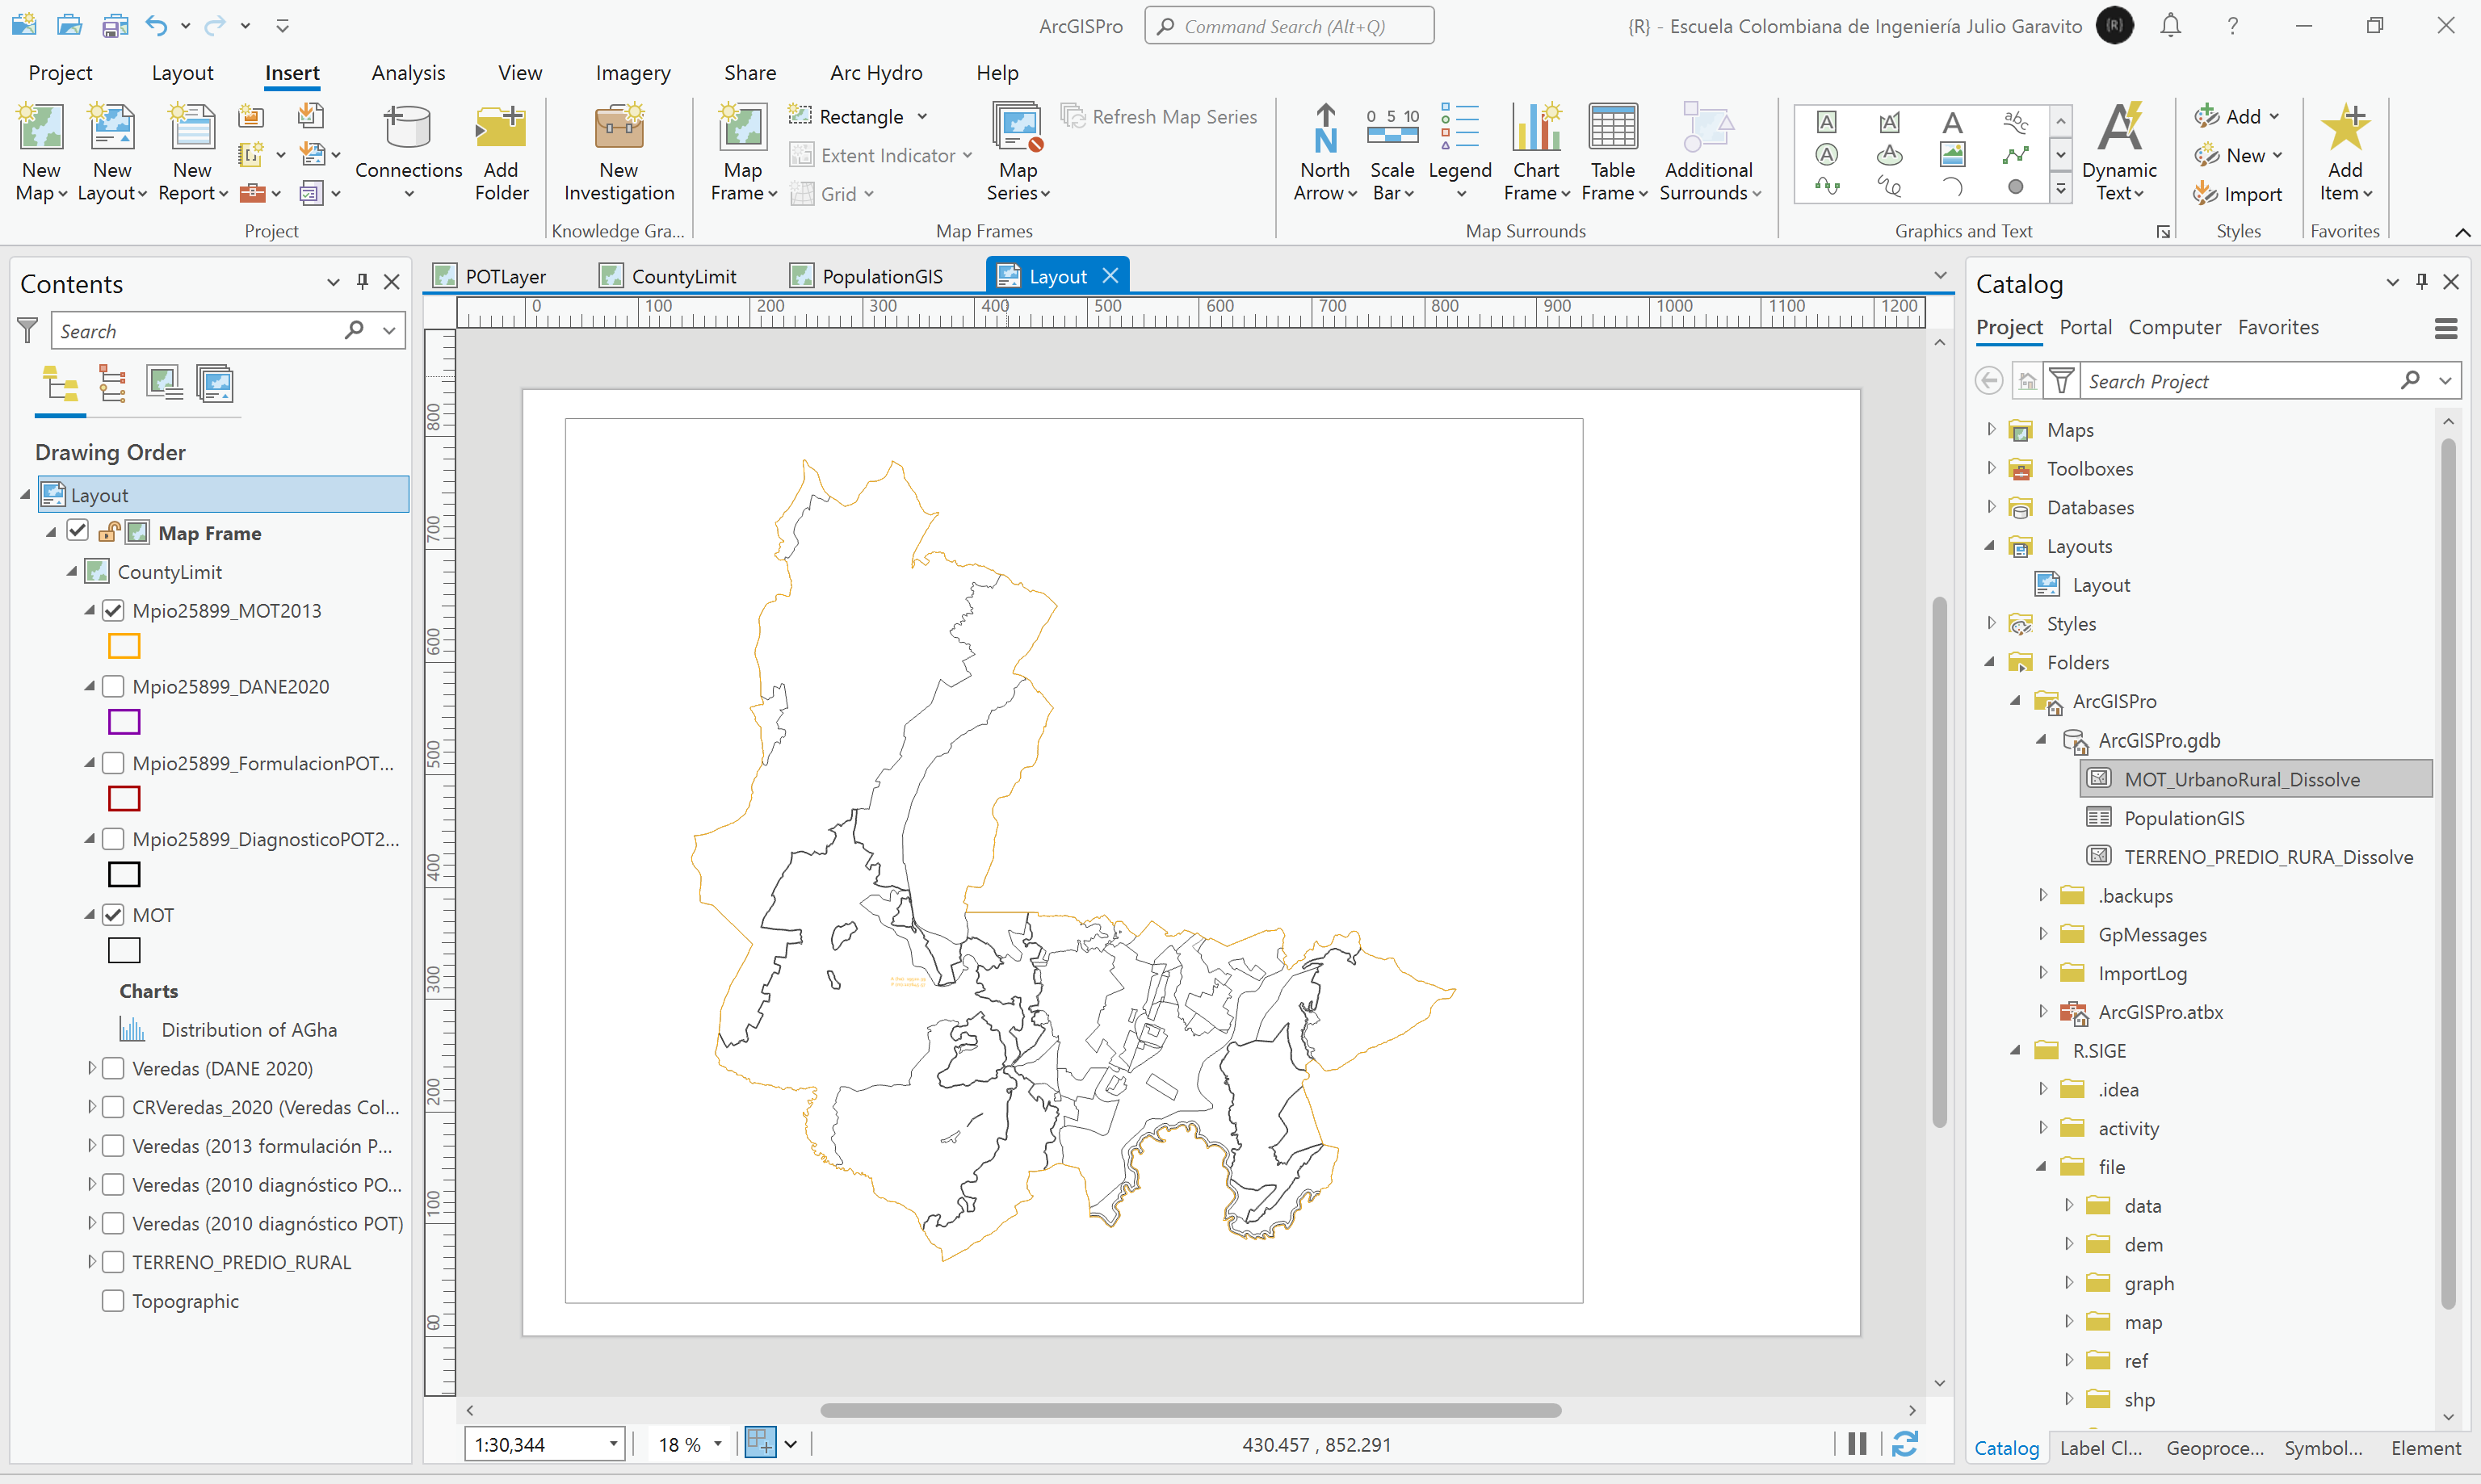 ArcGISPro
Command Search (Alt+Q)
{R} - Escuela Colombiana de Ingeniería Julio Garavito
{R}
Project
Layout
Insert
Analysis
View
Imagery
Share
Arc Hydro
Help
New Map
New Layout
New Report
Connections
Add Folder
Project
New Investigation
Knowledge Gra...
Map Frame
Rectangle
Extent Indicator
Grid
Map Series
Refresh Map Series
Map Frames
North Arrow
0 5 10
Scale Bar
Legend
Chart Frame
Table Frame
Additional Surrounds
Map Surrounds
Dynamic Text
Graphics and Text
Add
New
Import
Styles
Add Item
Favorites
Contents
Search
Drawing Order
Layout
Map Frame
CountyLimit
Mpio25899_MOT2013
Mpio25899_DANE2020
Mpio25899_FormulacionPOT...
Mpio25899_DiagnosticoPOT2...
MOT
Charts
Distribution of AGha
Veredas (DANE 2020)
CRVeredas_2020 (Veredas Col...
Veredas (2013 formulación P...
Veredas (2010 diagnóstico PO...
Veredas (2010 diagnóstico POT)
TERRENO_PREDIO_RURAL
Topographic
POTLayer
CountyLimit
PopulationGIS
Layout
0 100 200 300 400 500 600 700 800 900 1000 1100 1200
800
700
600
500
400
300
200
100
1:30,344
18 %
430.457 , 852.291
Catalog
Project
Portal
Computer
Favorites
Search Project
Maps
Toolboxes
Databases
Layouts
Layout
Styles
Folders
ArcGISPro
ArcGISPro.gdb
MOT_UrbanoRural_Dissolve
PopulationGIS
TERRENO_PREDIO_RURA_Dissolve
.backups
GpMessages
ImportLog
ArcGISPro.atbx
R.SIGE
.idea
activity
file
data
dem
graph
map
ref
shp
Catalog
Label Cl...
Geoproce...
Symbol...
Element